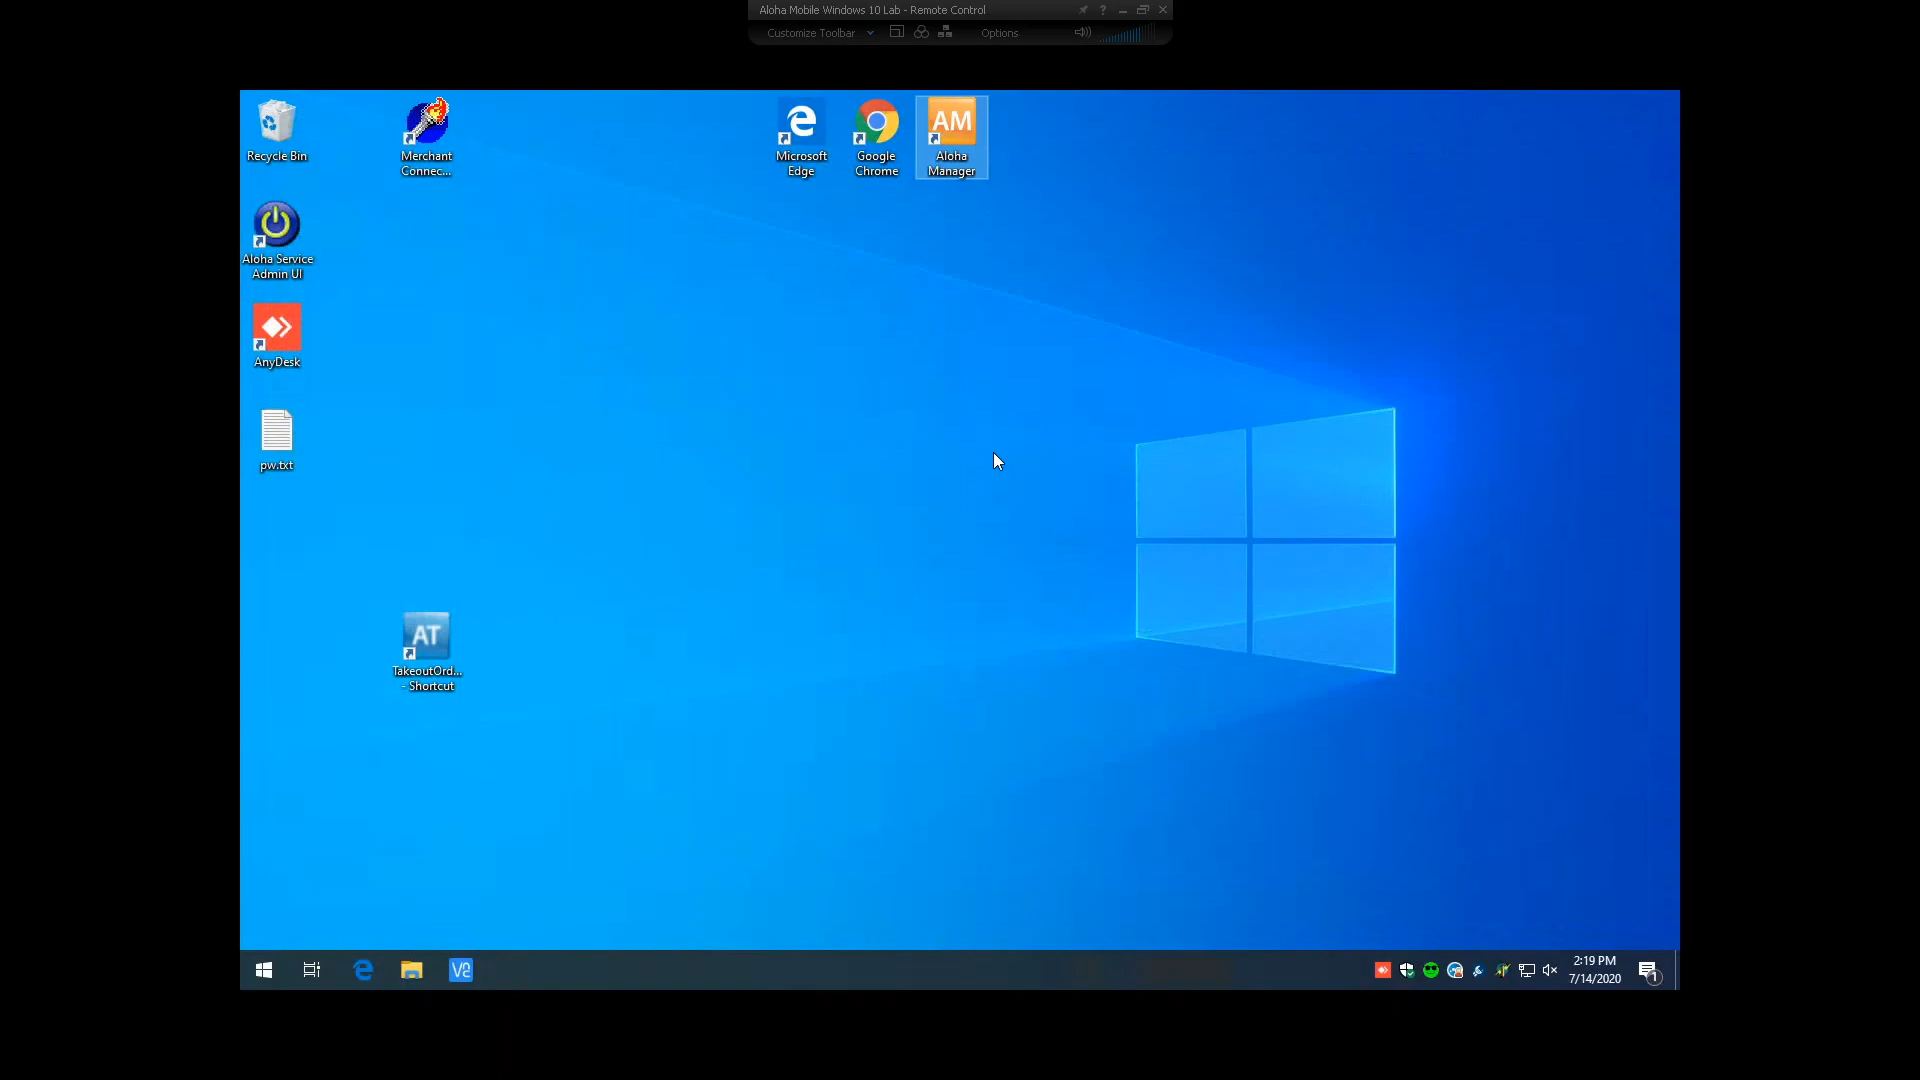 Aloha Mobile Windows 10 Lab - Remote Control
?
Customize Toolbar
Options
Recycle Bin
Merchant
Connec...
Microsoft
Edge
Google
Chrome
AM
Aloha
Manager
Aloha Service
Admin UI
AnyDesk
pw.txt
AT
TakeoutOrd...
- Shortcut
2:19 PM
7/14/2020
1